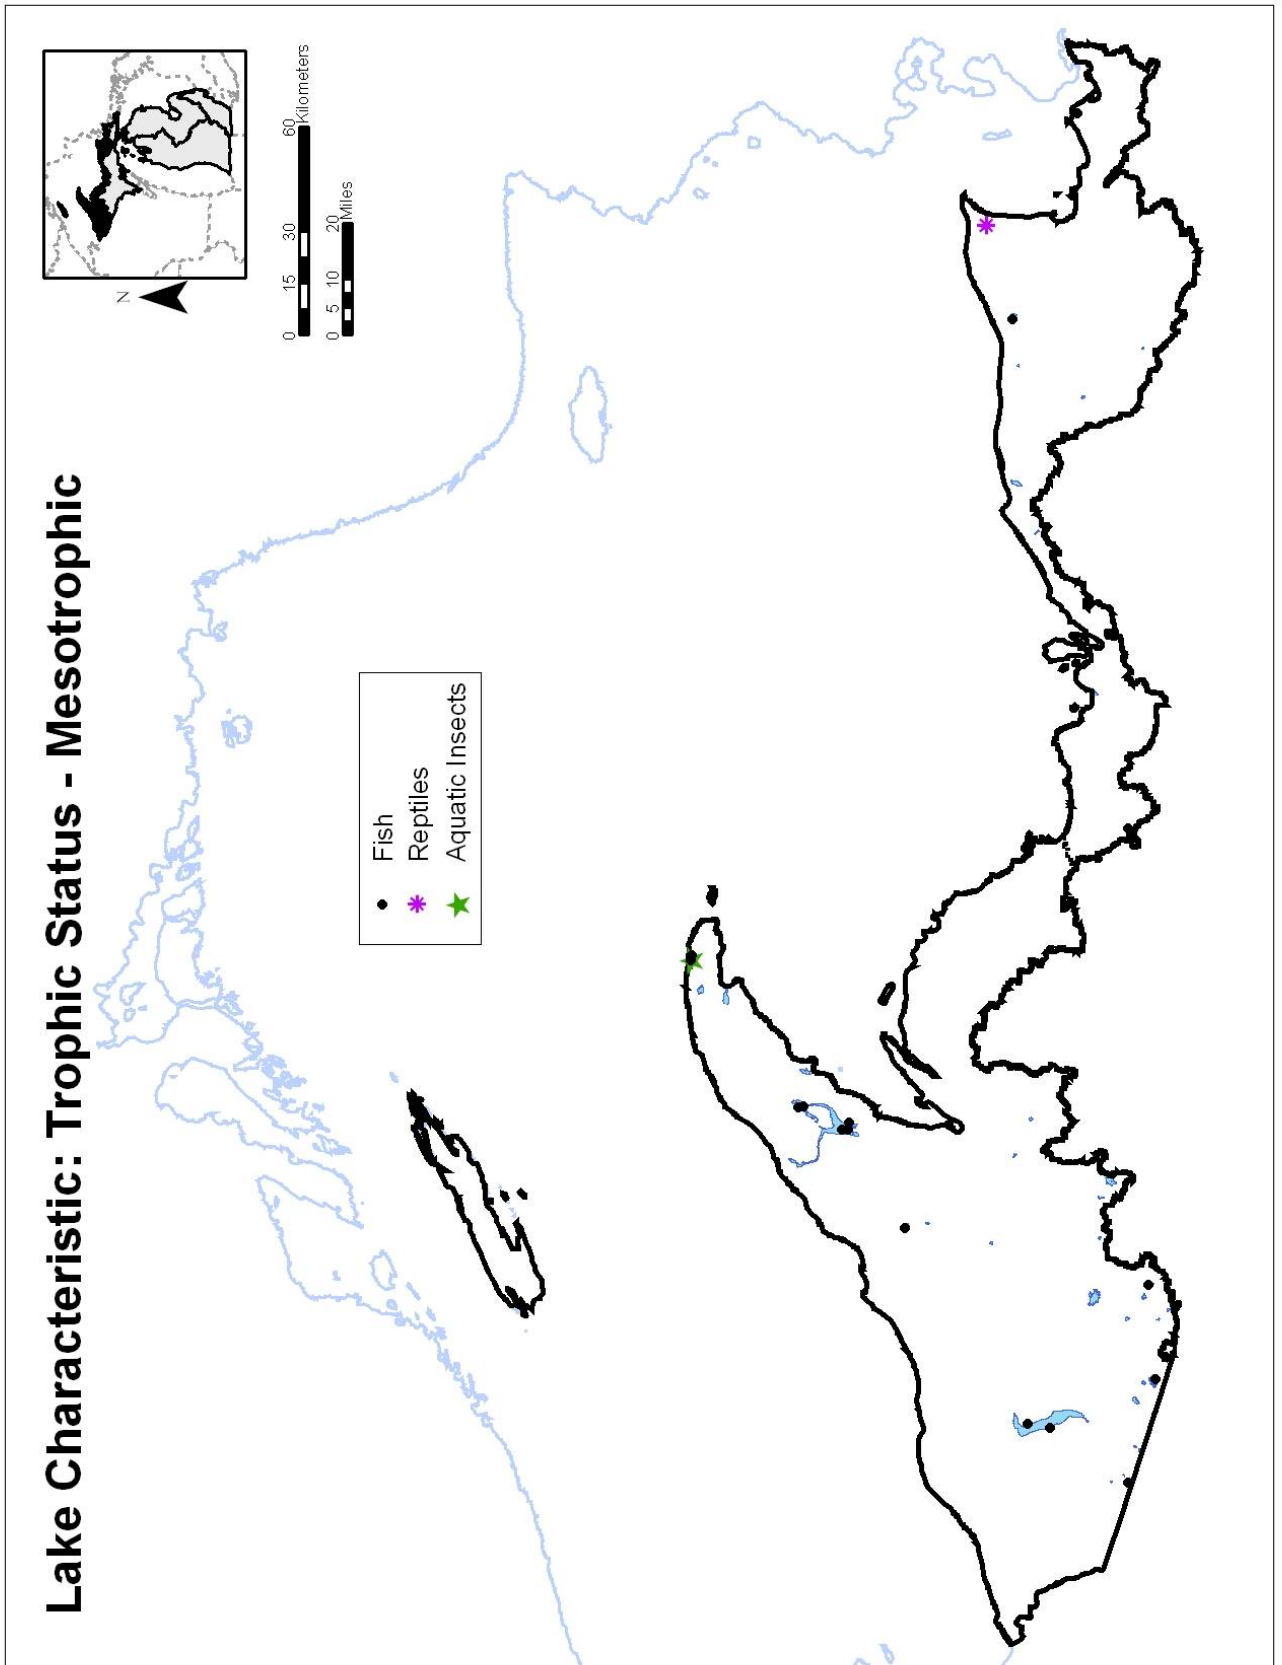 Lake Characteristic: Trophic Status - Mesotrophic
N
0 15 30 60
Kilometers
0 5 10 20
Miles
Fish
Reptiles
Aquatic Insects